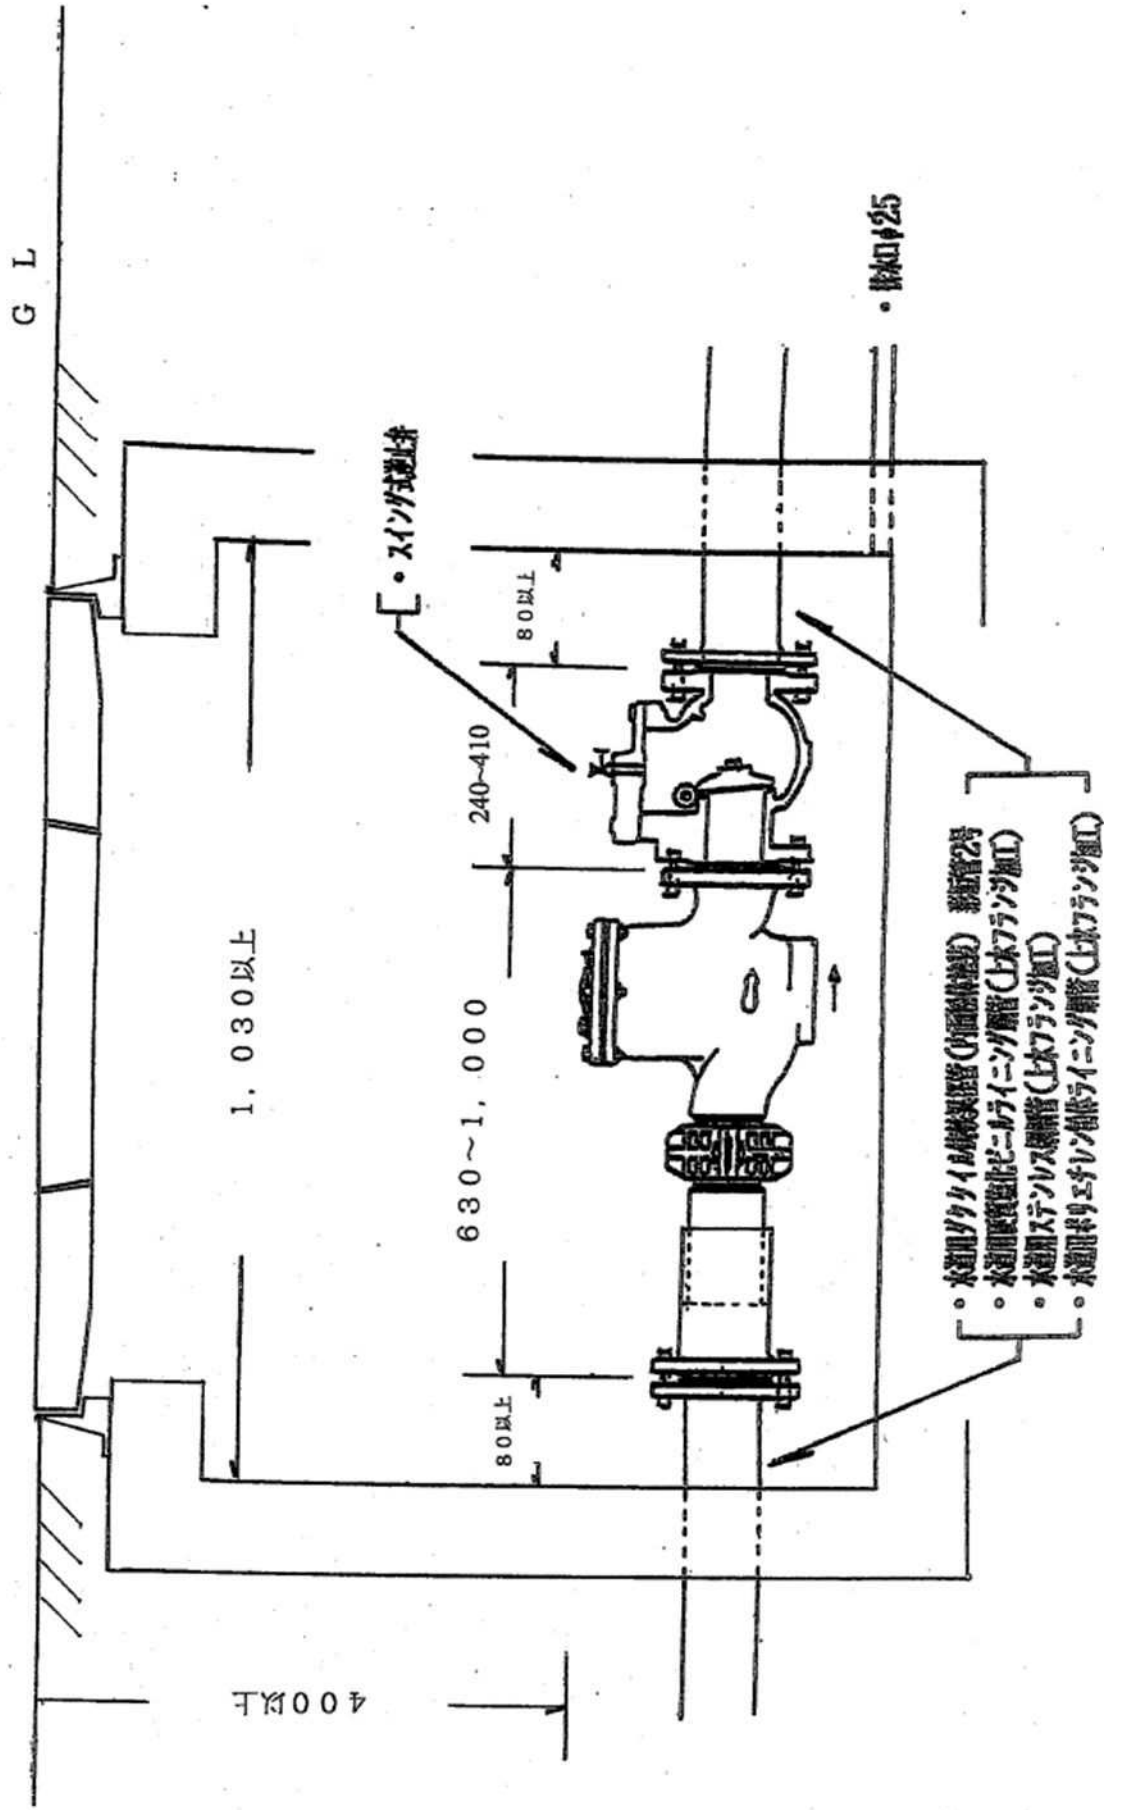 G L
400以上
1,030以上
630~1,000
240~410
80以上
80以上
・スイング式逆止弁
・排水口φ25
・水道用ダクタイル鋳鉄異形管(内面粉体塗装) 形短管2号
・水道用硬質塩化ビニルライニング鋼管(上水フランジ加工)
・水道用ステンレス鋼鋼管(上水フランジ加工)
・水道用ポリエチレン粉体ライニング鋼管(上水フランジ加工)